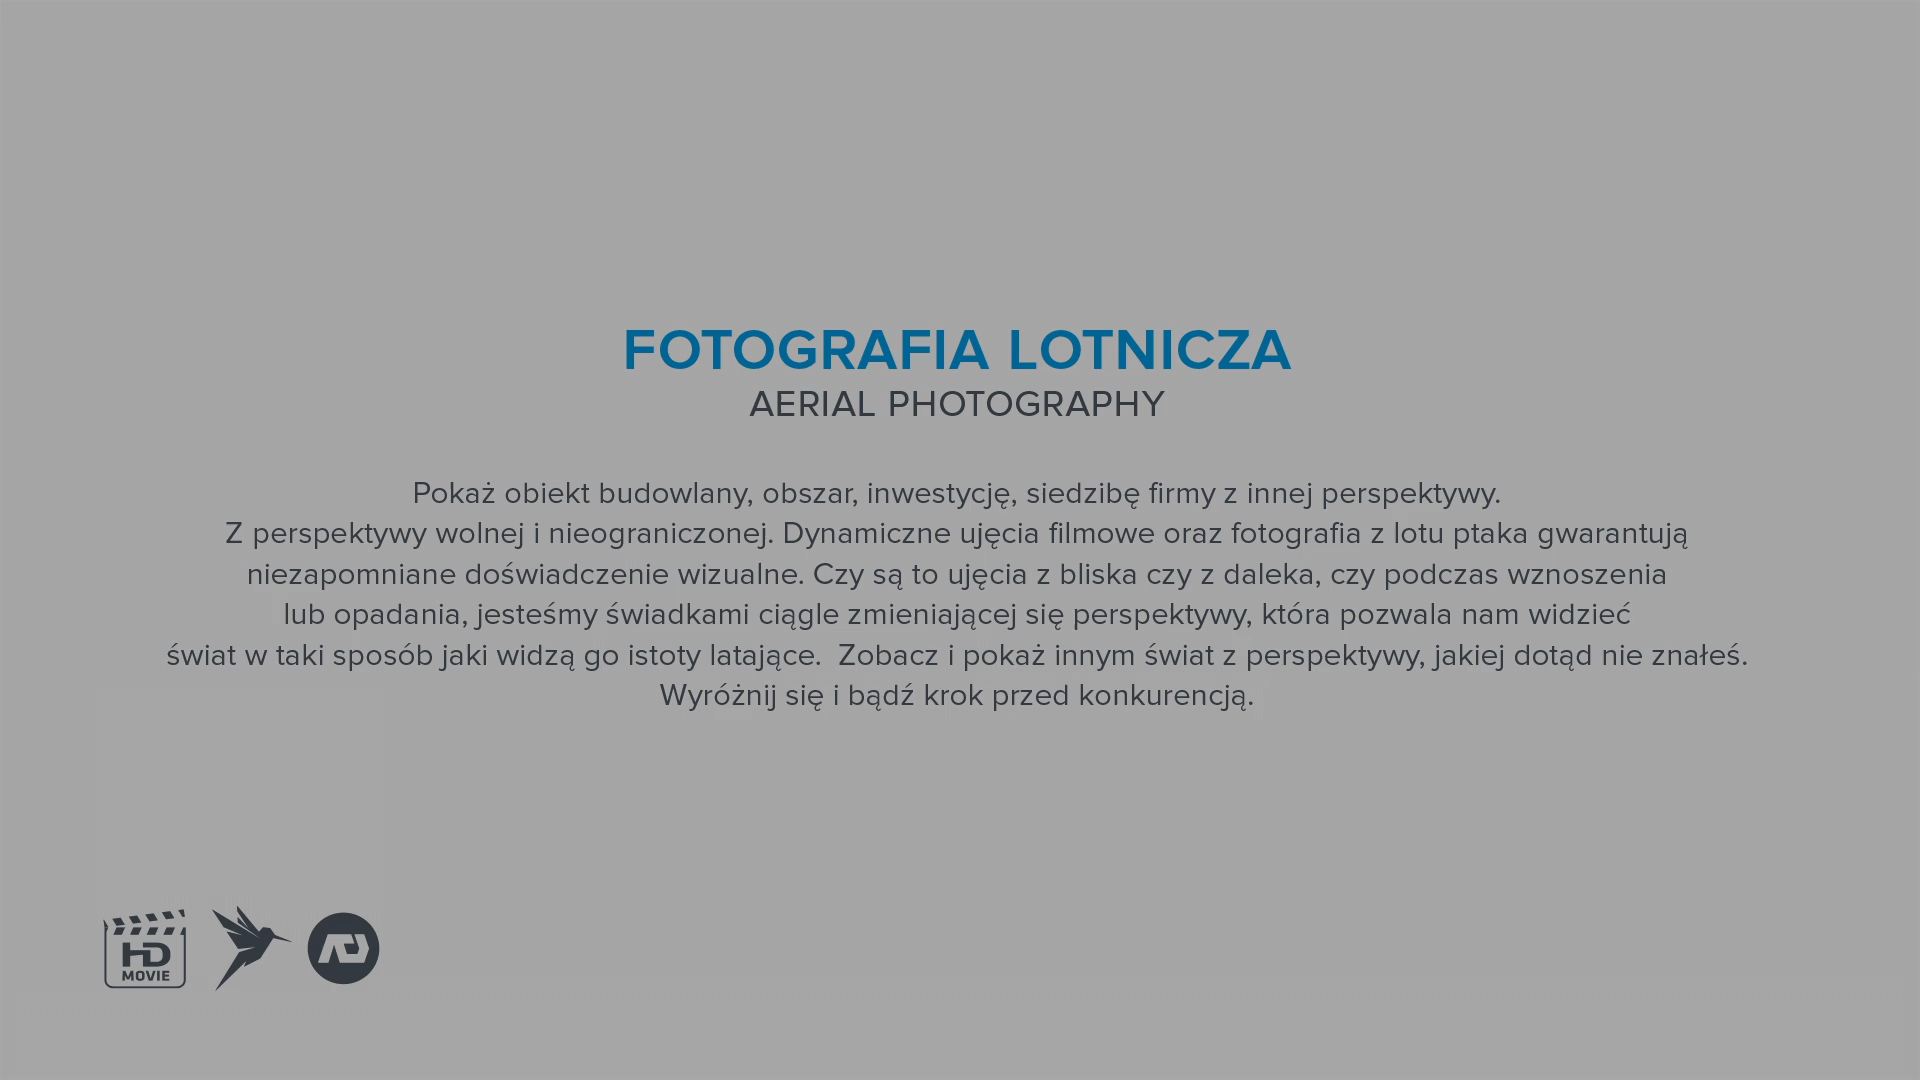 FOTOGRAFIA LOTNICZA
AERIAL PHOTOGRAPHY
Pokaż obiekt budowlany, obszar, inwestycję, siedzibę firmy z innej perspektywy.
Z perspektywy wolnej i nieograniczonej. Dynamiczne ujęcia filmowe oraz fotografia z lotu ptaka gwarantują
niezapomniane doświadczenie wizualne. Czy są to ujęcia z bliska czy z daleka, czy podczas wznoszenia
lub opadania, jesteśmy świadkami ciągle zmieniającej się perspektywy, która pozwala nam widzieć
świat w taki sposób jaki widzą go istoty latające.  Zobacz i pokaż innym świat z perspektywy, jakiej dotąd nie znałeś.
Wyróżnij się i bądź krok przed konkurencją.
HD
MOVIE